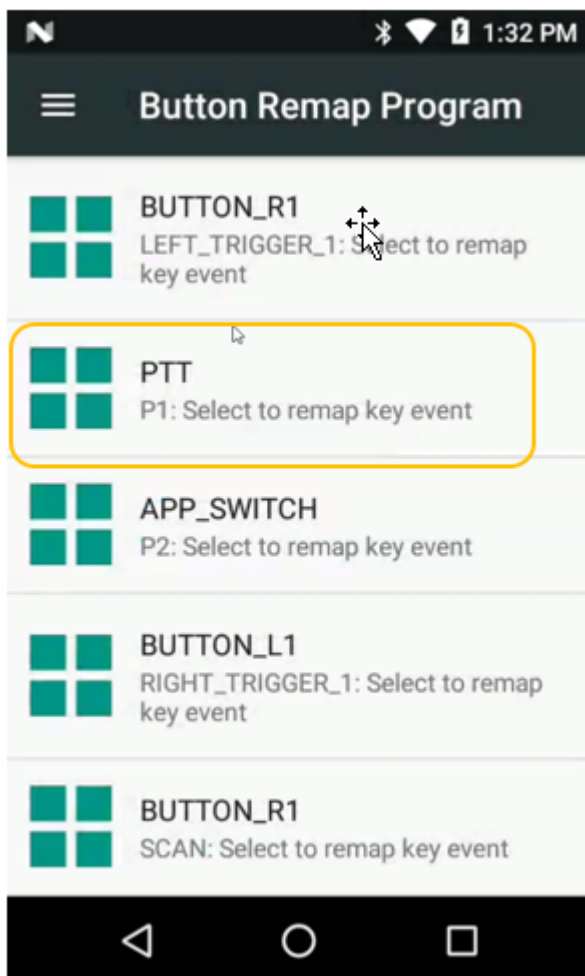 1:32 PM
Button Remap Program
BUTTON_R1
LEFT_TRIGGER_1: Select to remap
key event
PTT
P1: Select to remap key event
APP_SWITCH
P2: Select to remap key event
BUTTON_L1
RIGHT_TRIGGER_1: Select to remap
key event
BUTTON_R1
SCAN: Select to remap key event